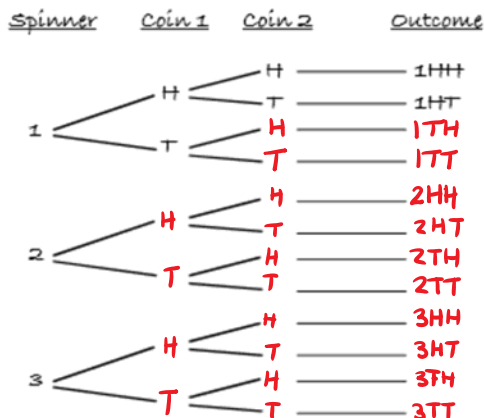 Spinner Coin 1 Coin 2 Outcome
H 1HH
H
T 1HT
1
H 1TH
T
T 1TT
H 2HH
H
T 2HT
2
H 2TH
T
T 2TT
H 3HH
H
T 3HT
3
H 3TH
T
T 3TT